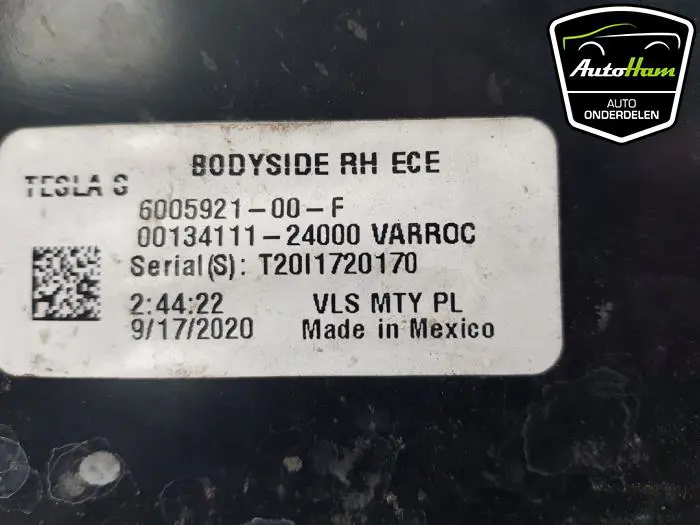 AutoHam
AUTO
ONDERDELEN
BODYSIDE RH ECE
TESLA S
6005921-00-F
00134111-24000 VARROC
Serial(S): T20I1720170
2:44:22 VLS MTY PL
9/17/2020 Made in Mexico